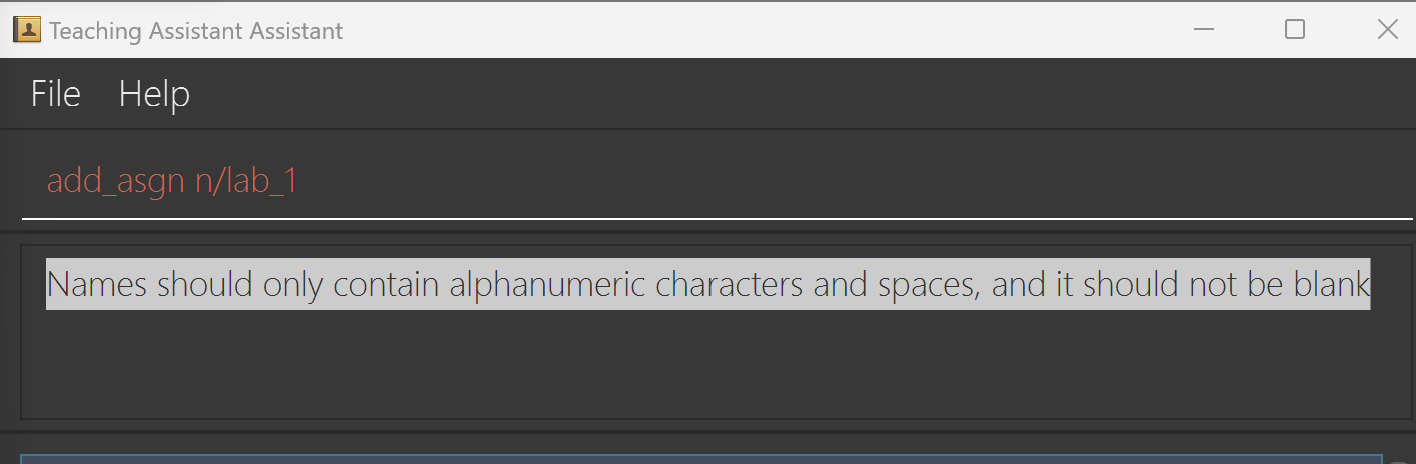 Teaching Assistant Assistant
File Help
add_asgn n/lab_1
Names should only contain alphanumeric characters and spaces, and it should not be blank